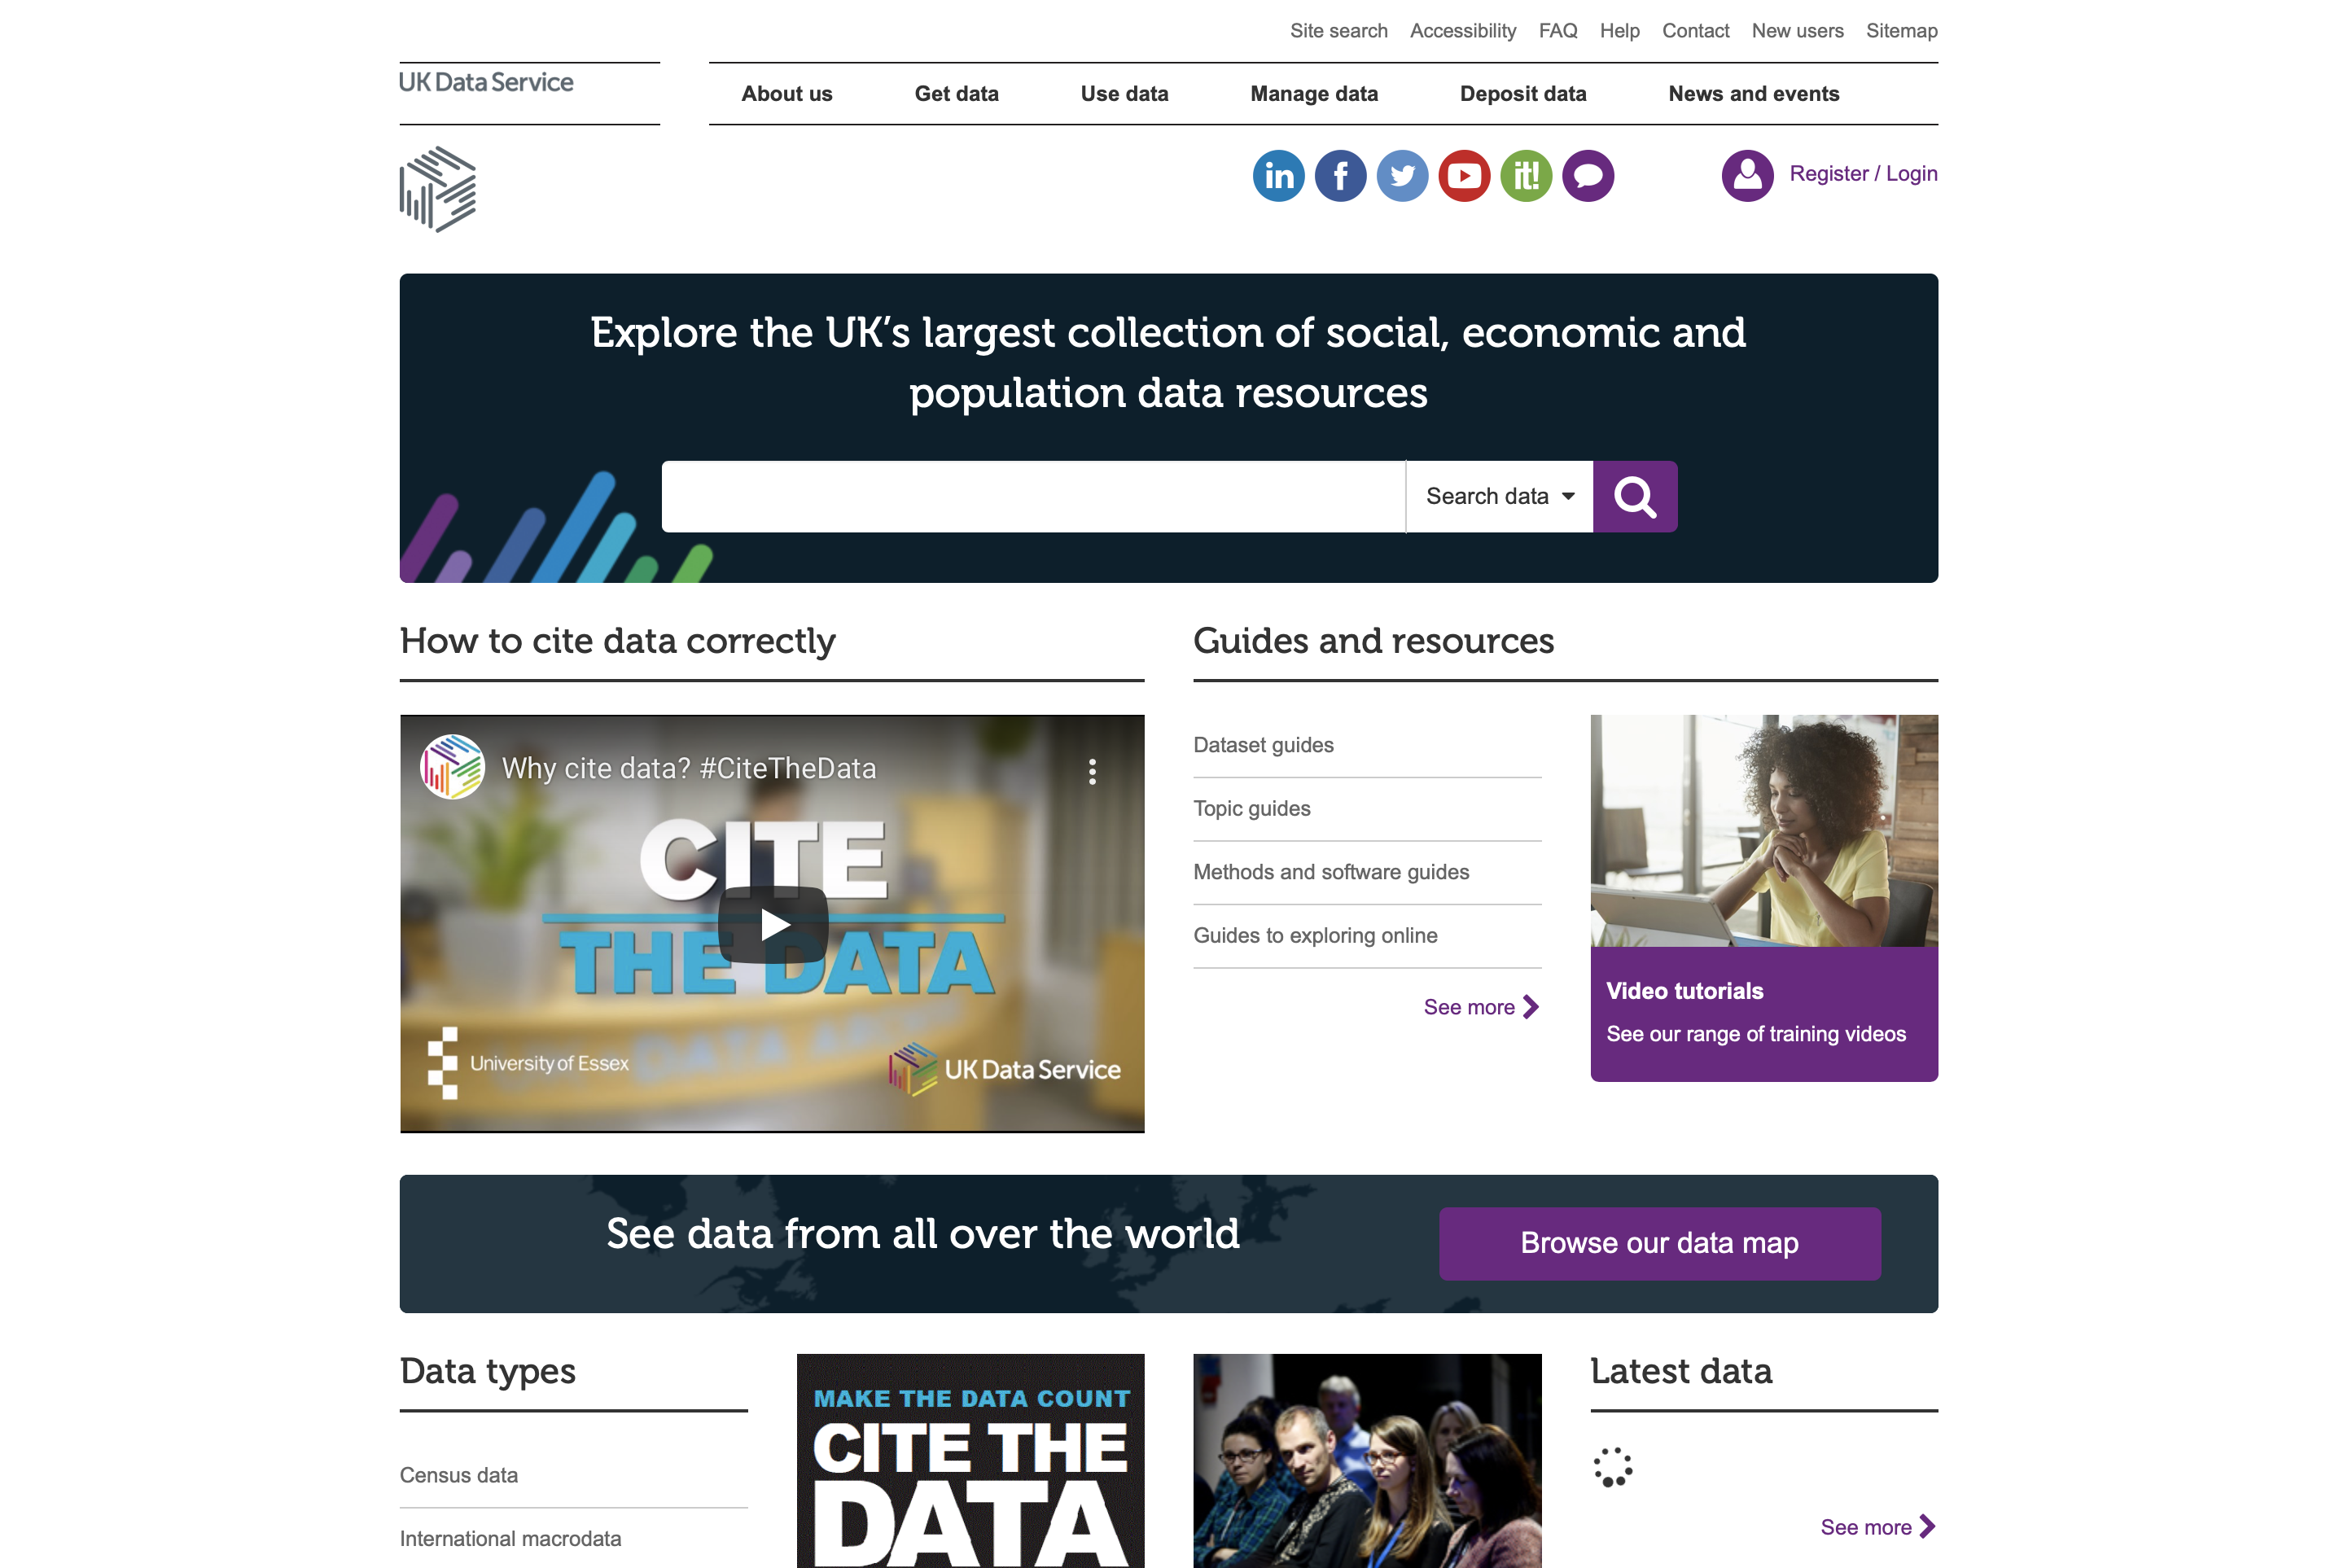 Site search Accessibility FAQ Help Contact New users Sitemap
UK Data Service
About us Get data Use data Manage data Deposit data News and events
in f it! Register / Login
Explore the UK’s largest collection of social, economic and
population data resources
Search data
How to cite data correctly
Why cite data? #CiteTheData
CITE
THE DATA
University of Essex
UK Data Service
Guides and resources
Dataset guides
Topic guides
Methods and software guides
Guides to exploring online
See more
Video tutorials
See our range of training videos
See data from all over the world
Browse our data map
Data types
Census data
International macrodata
MAKE THE DATA COUNT
CITE THE
DATA
Latest data
See more